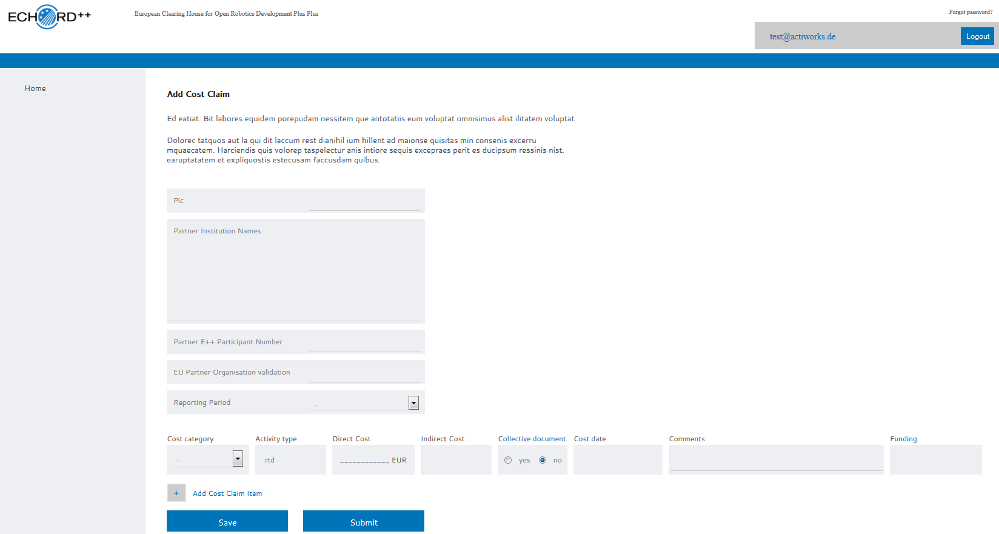 ECHORD++
European Clearing House for Open Robotics Development Plus Plus
Forgot password?
test@actiworks.de
Logout
Home
Add Cost Claim
Ed eatiat. Bit labores equidem porepudam nessitem que antotatiis eum voluptat omnisimus alist ilitatem voluptat
Dolorec tatquos aut la qui dit laccum rest dianihil ium hillent ad maionse quisitas min consenis excerru
mquaecatem. Harciendis quis volorep taspelectur anis intiore sequis excepraes perit es ducipsum ressinis nist,
earuptatatem et expliquostis estecusam faccusdam quibus.
Pic
Partner Institution Names
Partner E++ Participant Number
EU Partner Organisation validation
Reporting Period ...
Cost category Activity type Direct Cost Indirect Cost Collective document Cost date Comments Funding
... rtd ____________ EUR yes no
+ Add Cost Claim Item
Save Submit